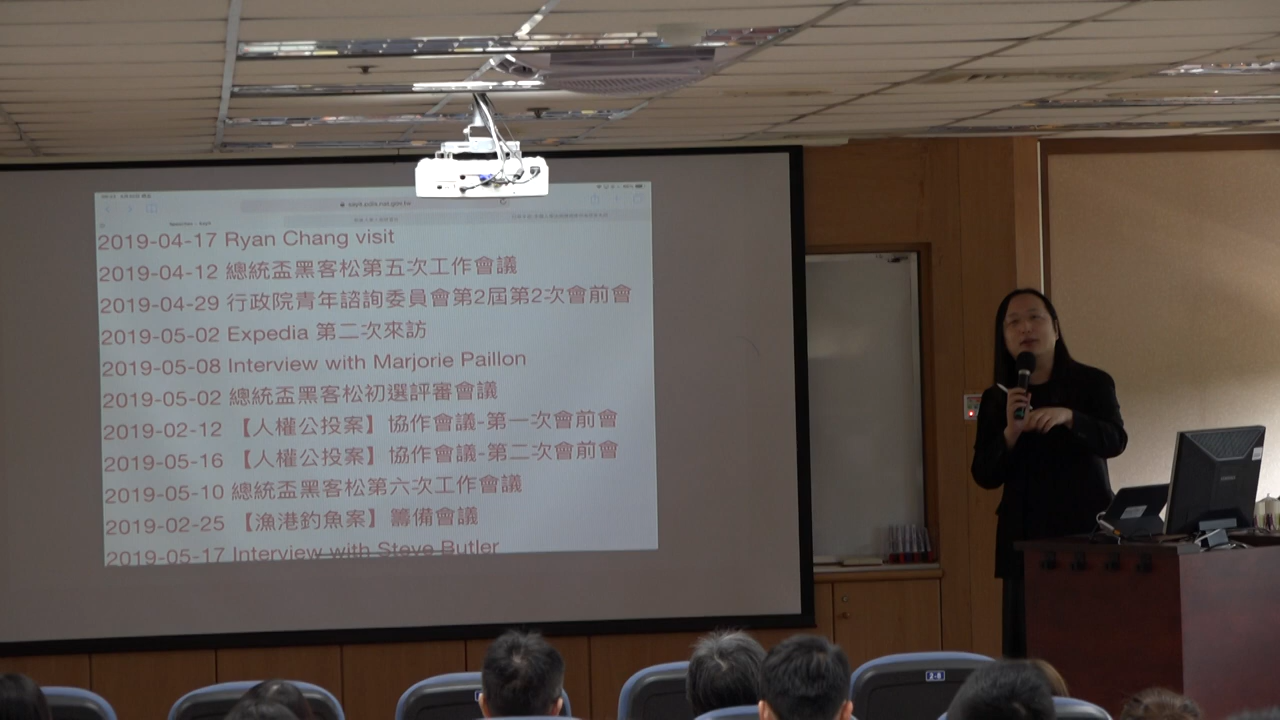 sayit.pdis.nat.gov.tw
2019-04-17 Ryan Chang visit
2019-04-12 總統盃黑客松第五次工作會議
2019-04-29 行政院青年諮詢委員會第2屆第2次會前會
2019-05-02 Expedia 第二次來訪
2019-05-08 Interview with Marjorie Paillon
2019-05-02 總統盃黑客松初選評審會議
2019-02-12 【人權公投案】協作會議-第一次會前會
2019-05-16 【人權公投案】協作會議-第二次會前會
2019-05-10 總統盃黑客松第六次工作會議
2019-02-25 【漁港釣魚案】籌備會議
2019-05-17 Interview with Steve Butler
2-8